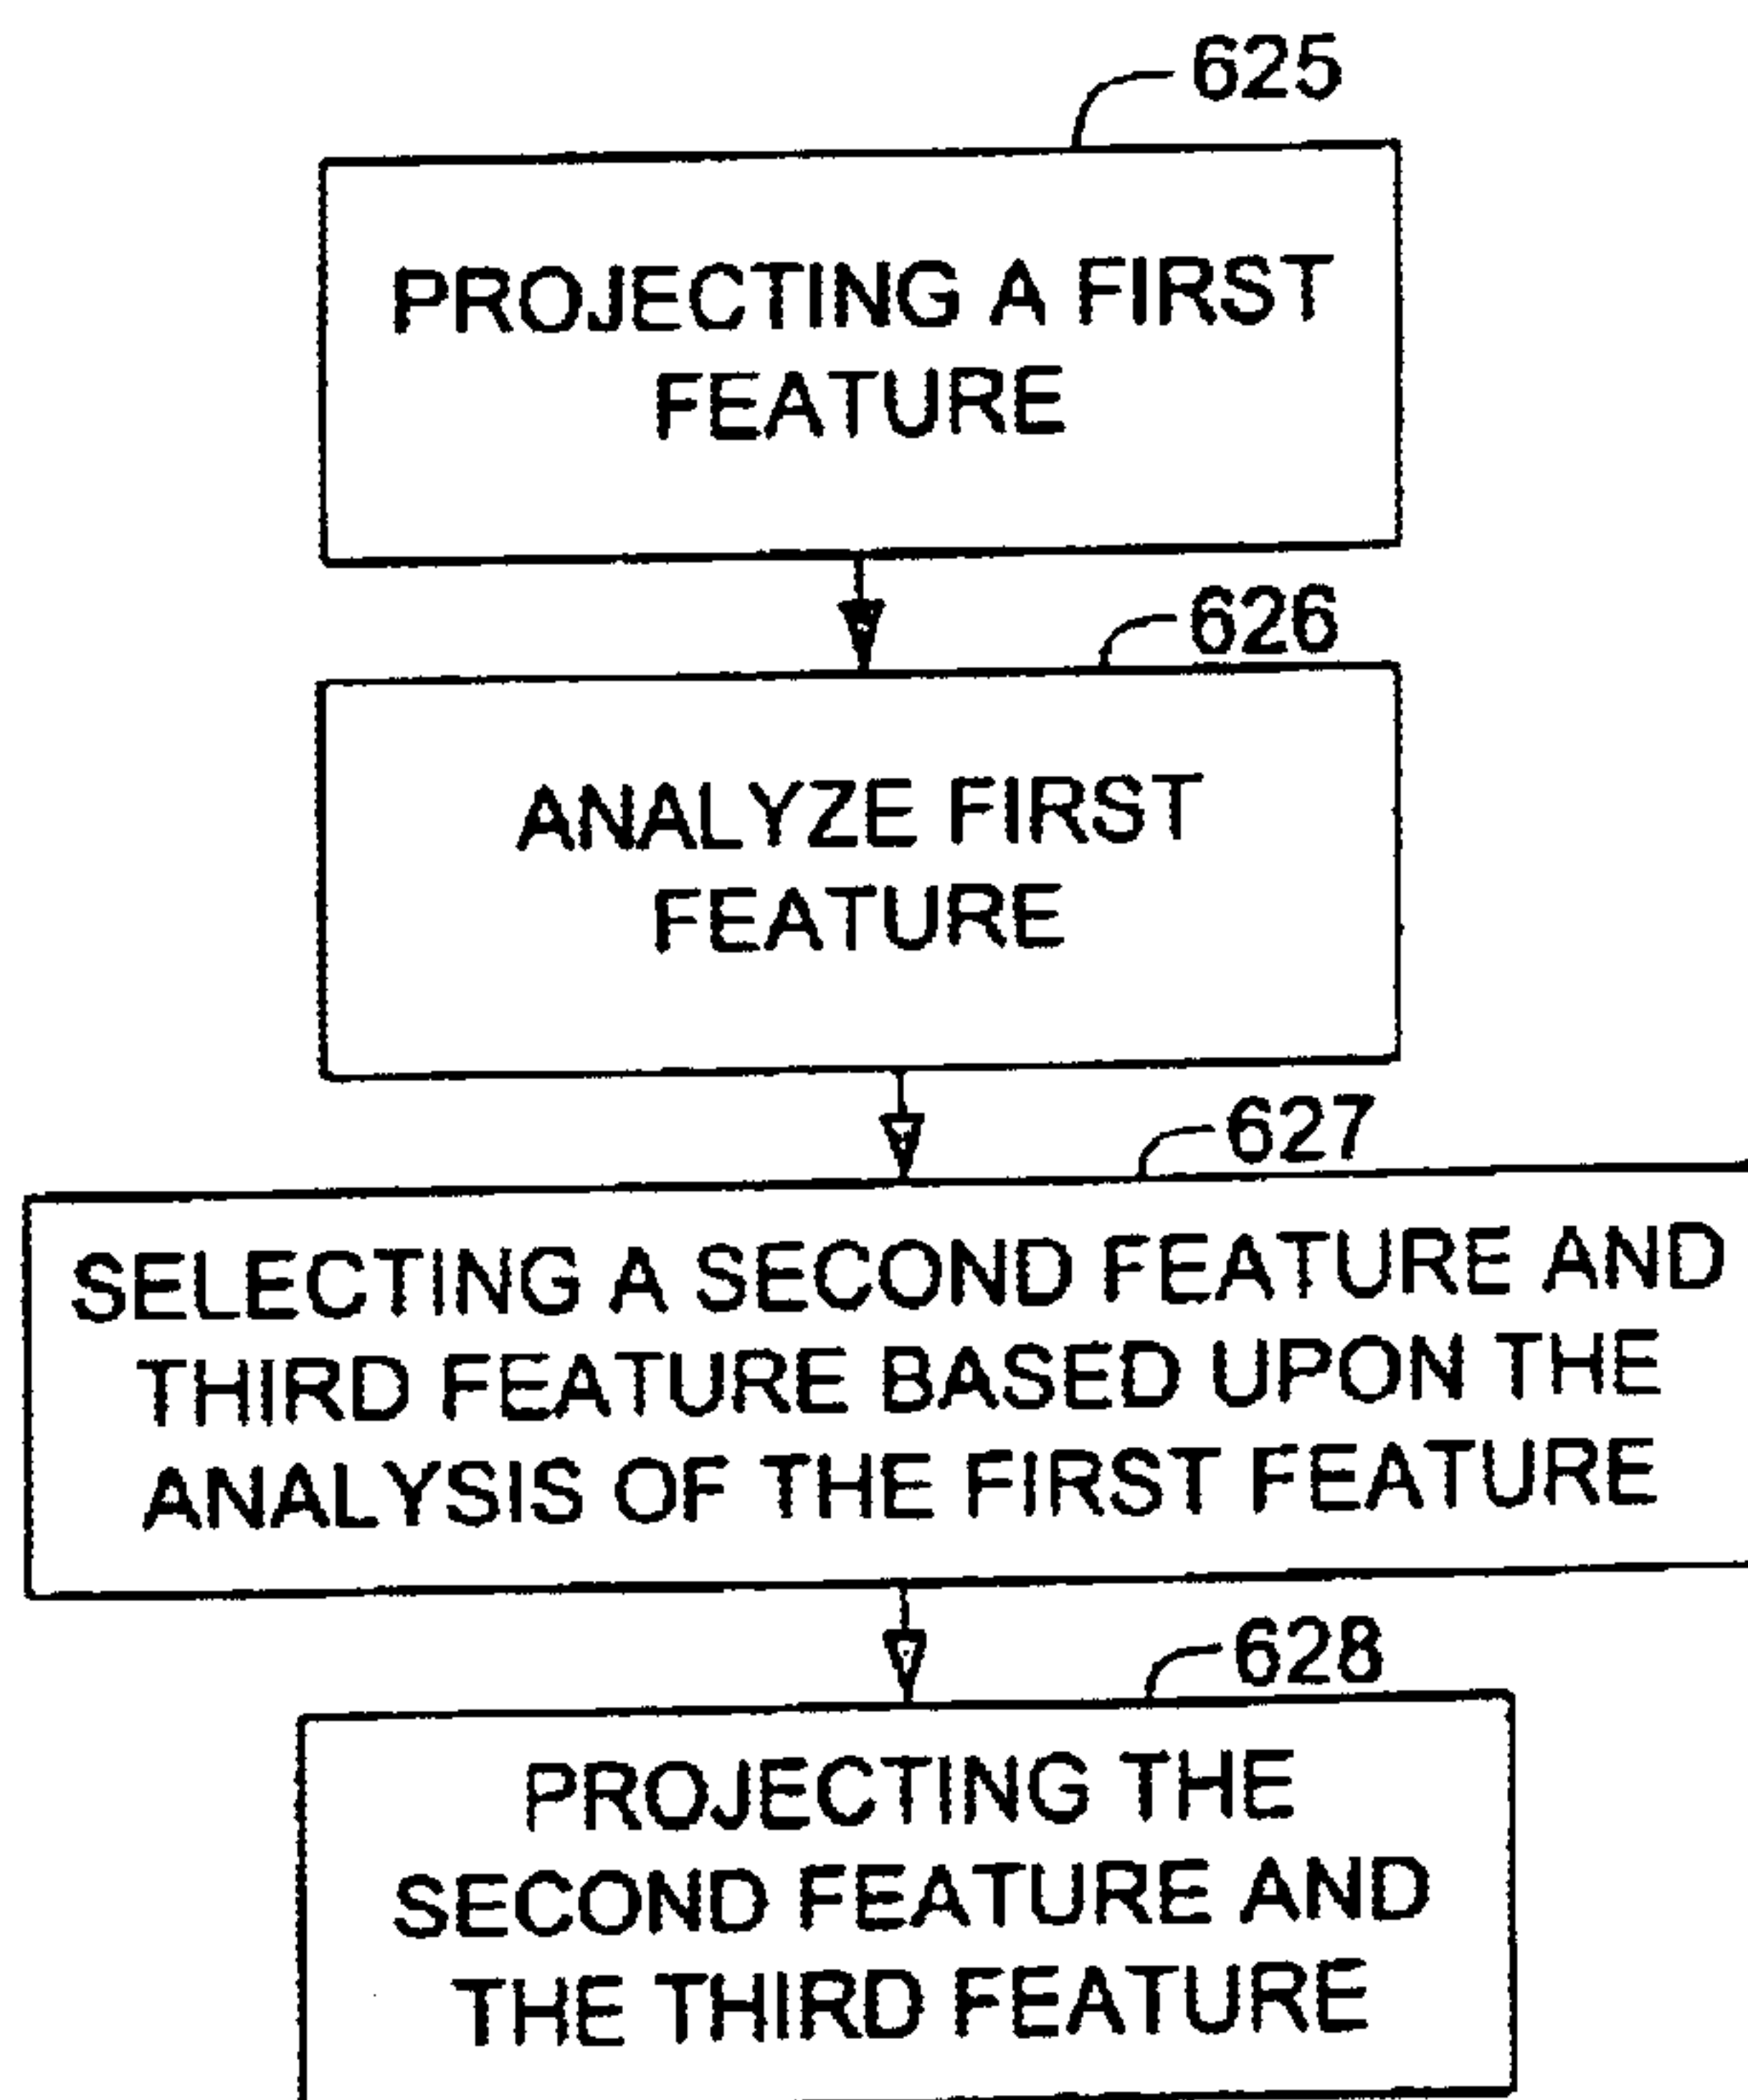 625
PROJECTING A FIRST
FEATURE
626
ANALYZE FIRST
FEATURE
627
SELECTING A SECOND FEATURE AND
THIRD FEATURE BASED UPON THE
ANALYSIS OF THE FIRST FEATURE
628
PROJECTING THE
SECOND FEATURE AND
THE THIRD FEATURE